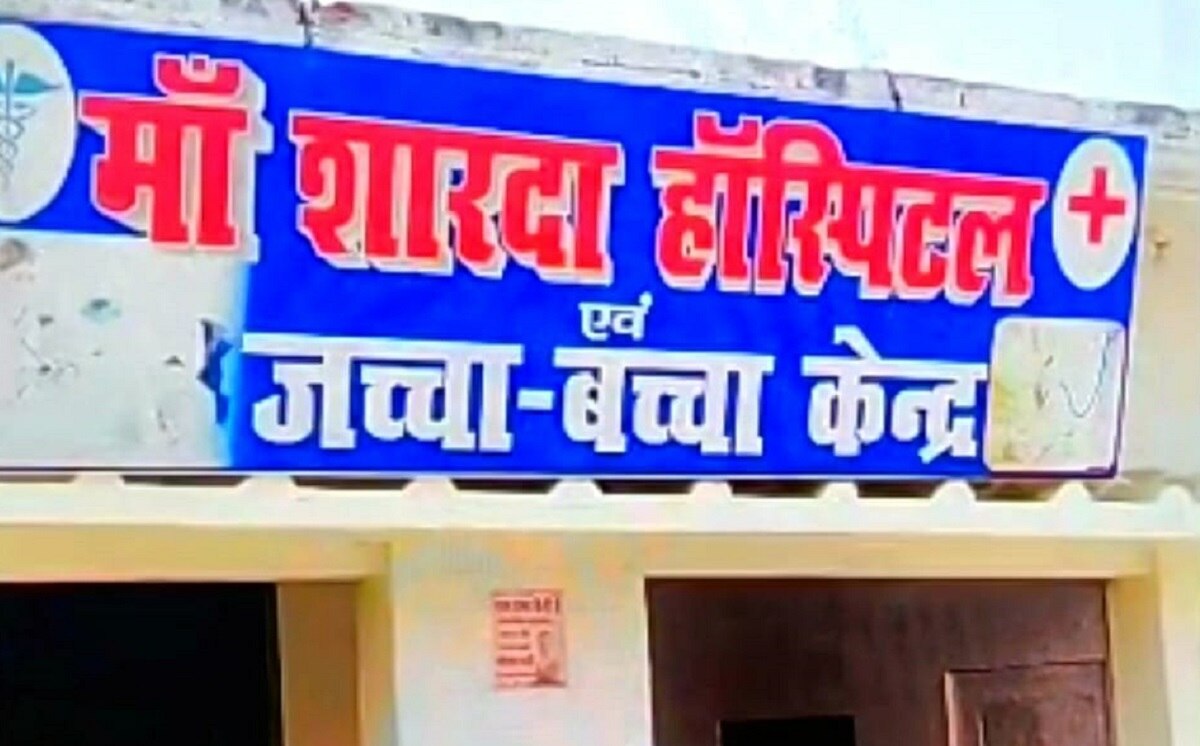 माँ शारदा हॉस्पिटल
एवं
जच्चा-बच्चा केन्द्र